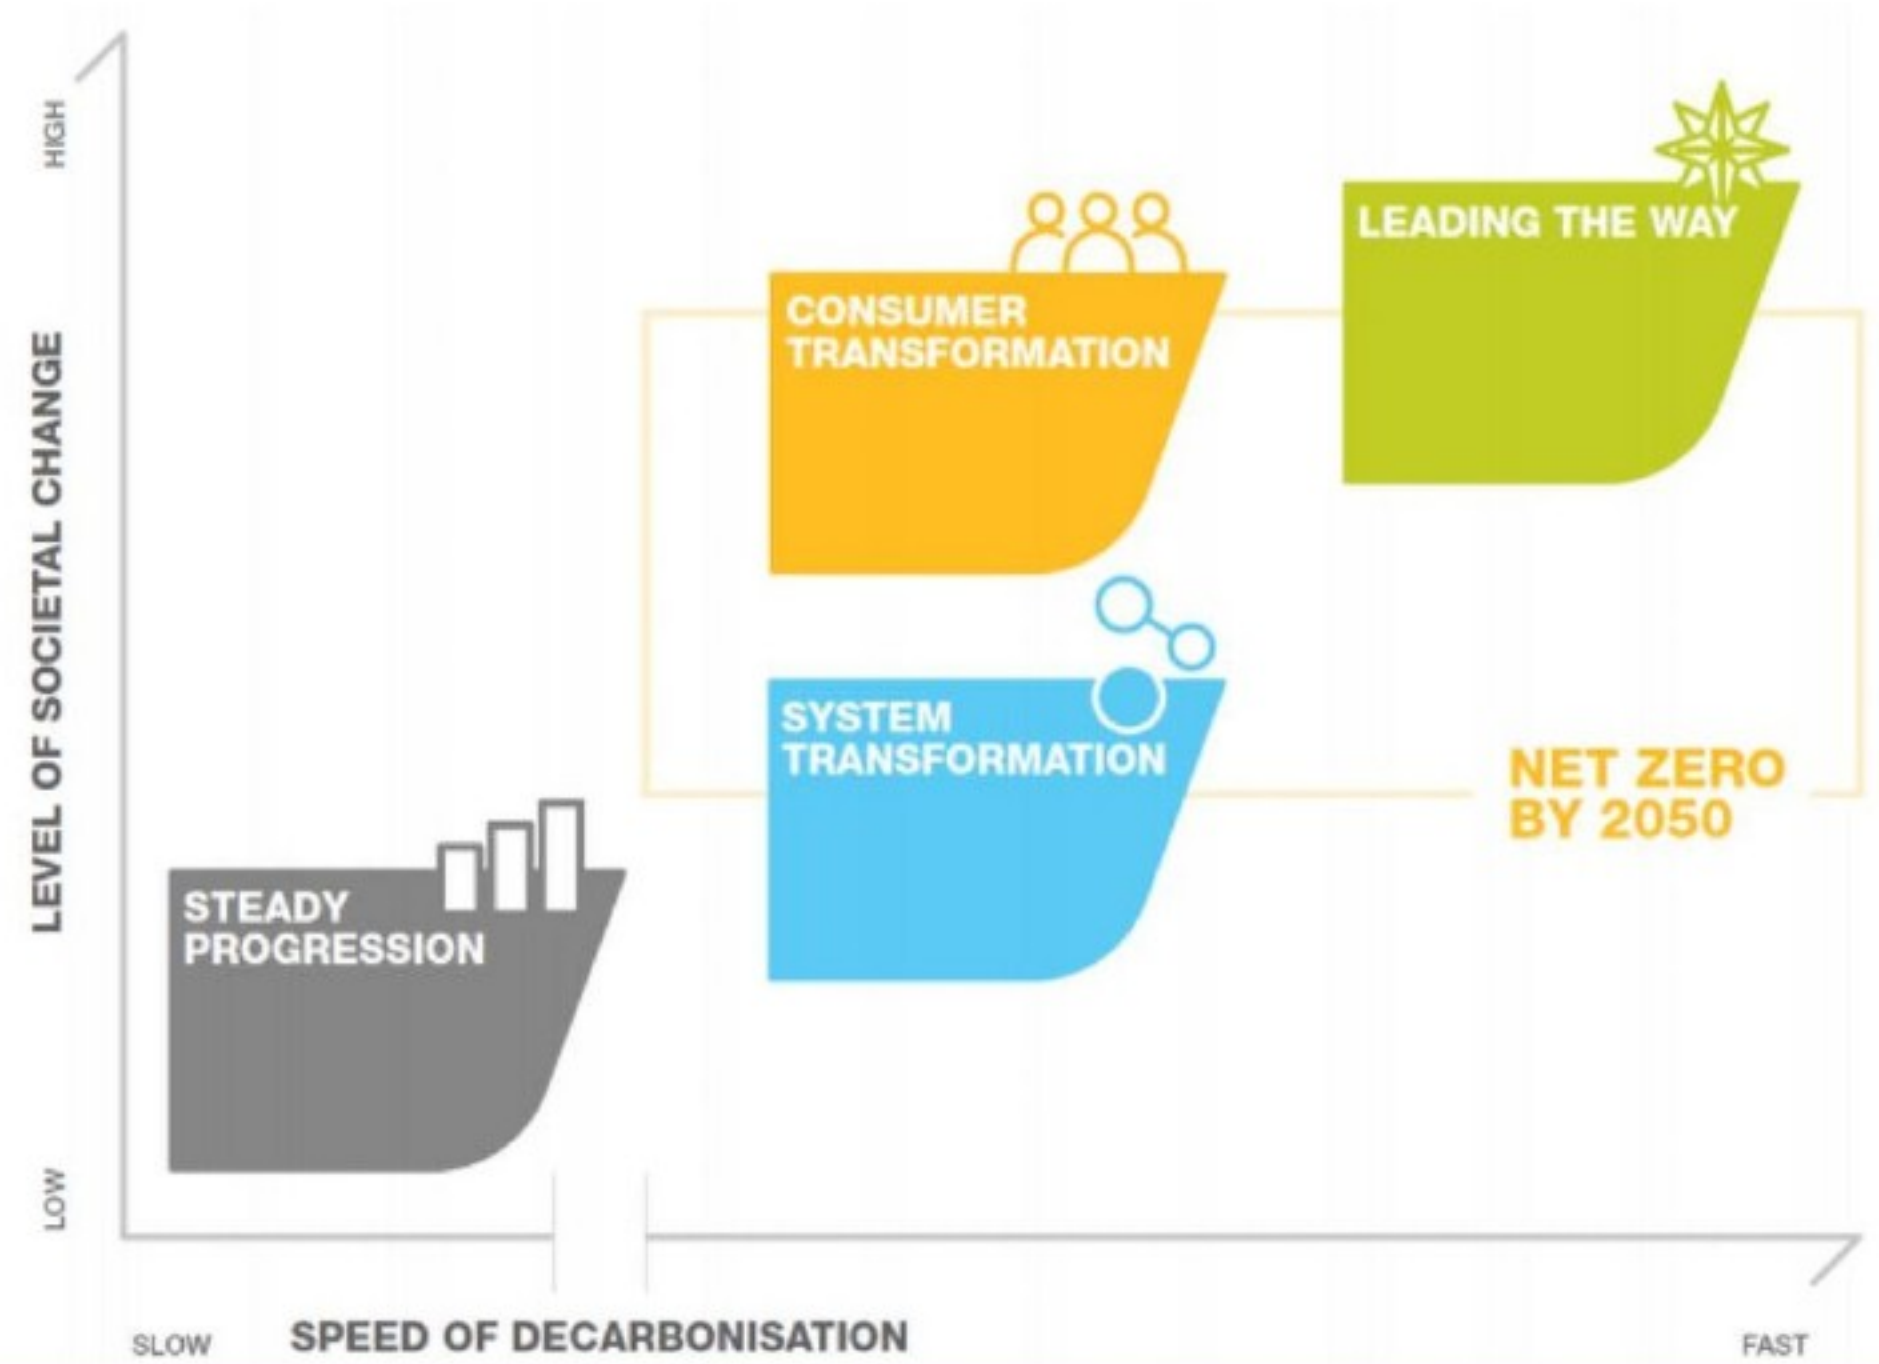 HIGH
LEVEL OF SOCIETAL CHANGE
LOW
LEADING THE WAY
CONSUMER
TRANSFORMATION
SYSTEM
TRANSFORMATION
NET ZERO
BY 2050
STEADY
PROGRESSION
SLOW
SPEED OF DECARBONISATION
FAST